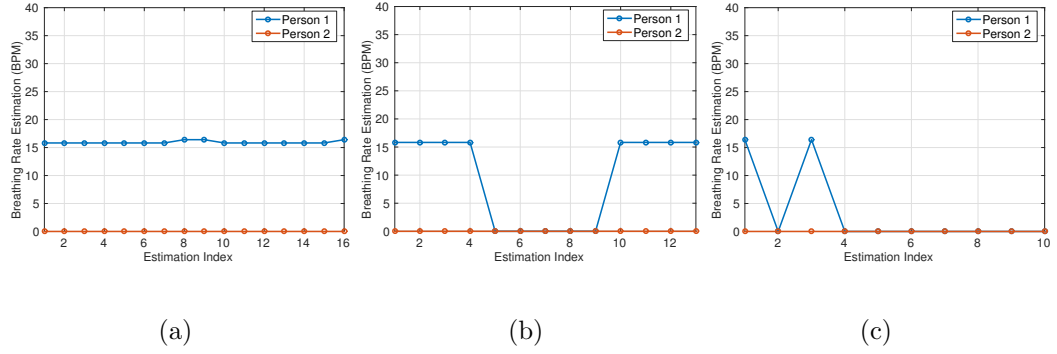 40
35
30
25
20
15
10
5
0
Breathing Rate Estimation (BPM)
Person 1
Person 2
2 4 6 8 10 12 14 16
Estimation Index
(a)
40
35
30
25
20
15
10
5
0
Breathing Rate Estimation (BPM)
Person 1
Person 2
2 4 6 8 10 12
Estimation Index
(b)
40
35
30
25
20
15
10
5
0
Breathing Rate Estimation (BPM)
Person 1
Person 2
2 4 6 8 10
Estimation Index
(c)